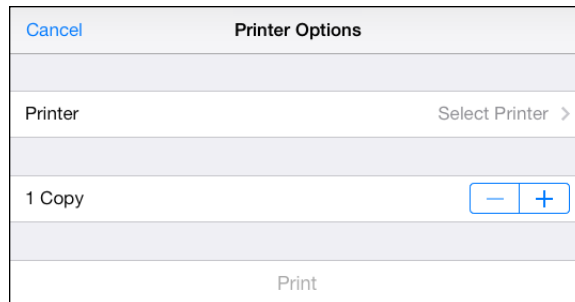 Cancel Printer Options
Printer Select Printer >
1 Copy − +
Print